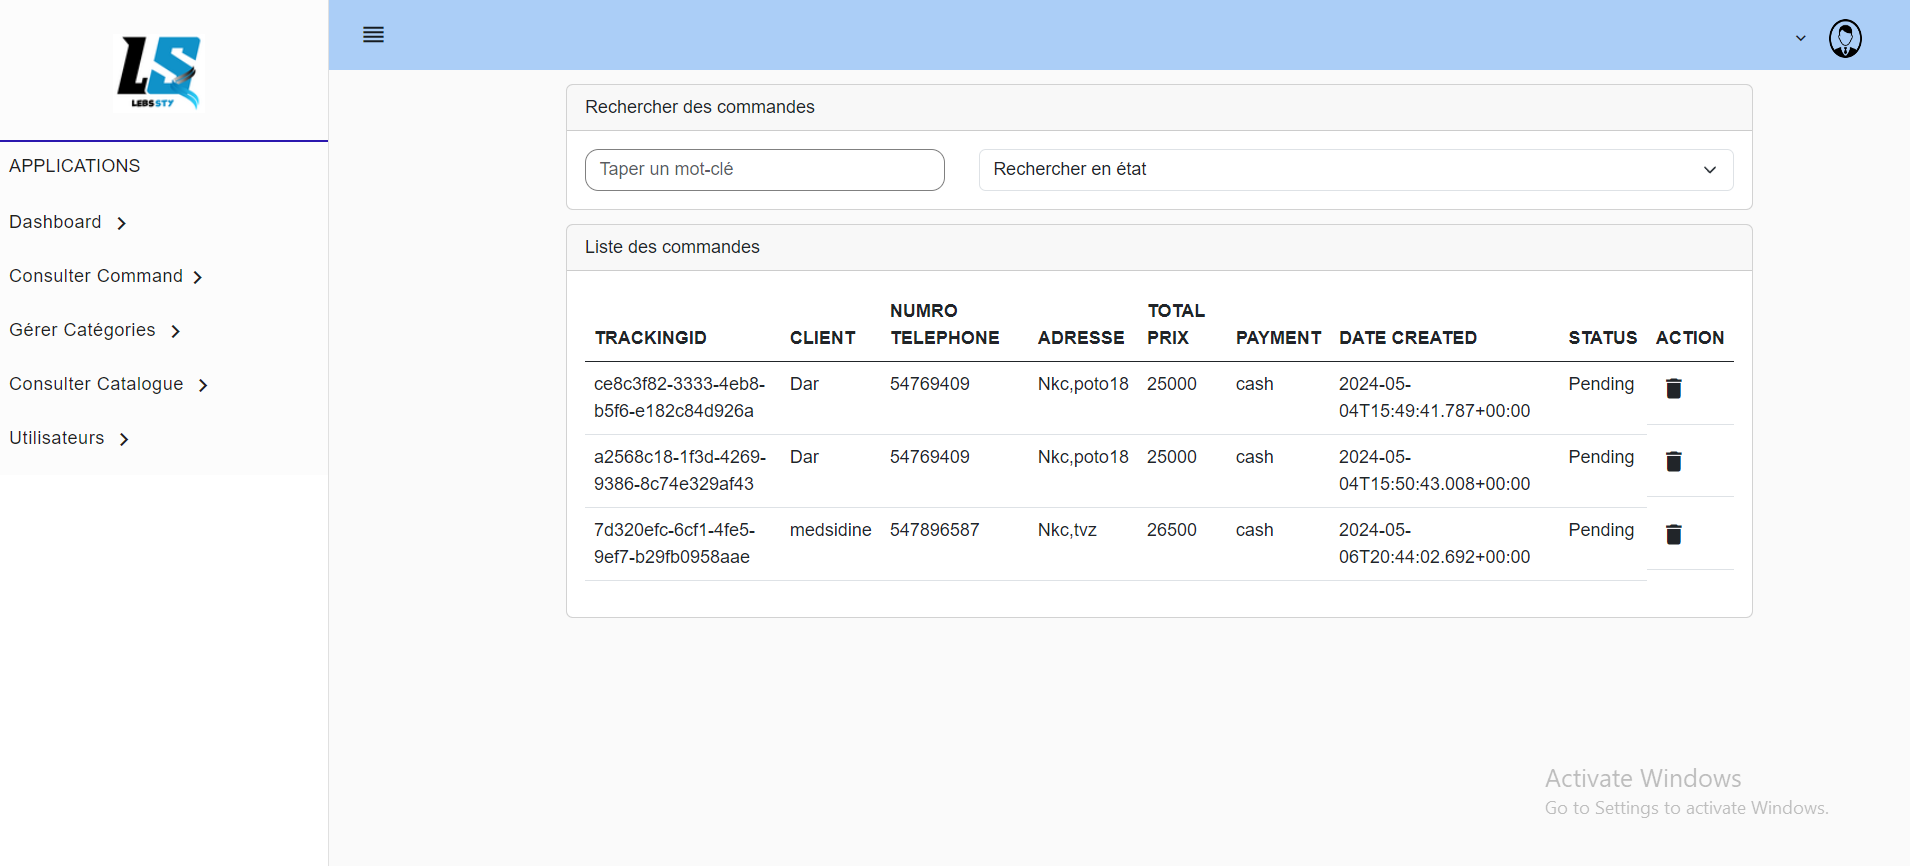 LS
LEBSSTY
APPLICATIONS
Dashboard
Consulter Command
Gérer Catégories
Consulter Catalogue
Utilisateurs
Rechercher des commandes
Taper un mot-clé
Rechercher en état
Liste des commandes
TRACKINGID CLIENT NUMRO TELEPHONE ADRESSE TOTAL PRIX PAYMENT DATE CREATED STATUS ACTION
ce8c3f82-3333-4eb8- Dar 54769409 Nkc,poto18 25000 cash 2024-05- Pending
b5f6-e182c84d926a 04T15:49:41.787+00:00
a2568c18-1f3d-4269- Dar 54769409 Nkc,poto18 25000 cash 2024-05- Pending
9386-8c74e329af43 04T15:50:43.008+00:00
7d320efc-6cf1-4fe5- medsidine 547896587 Nkc,tvz 26500 cash 2024-05- Pending
9ef7-b29fb0958aae 06T20:44:02.692+00:00
Activate Windows
Go to Settings to activate Windows.